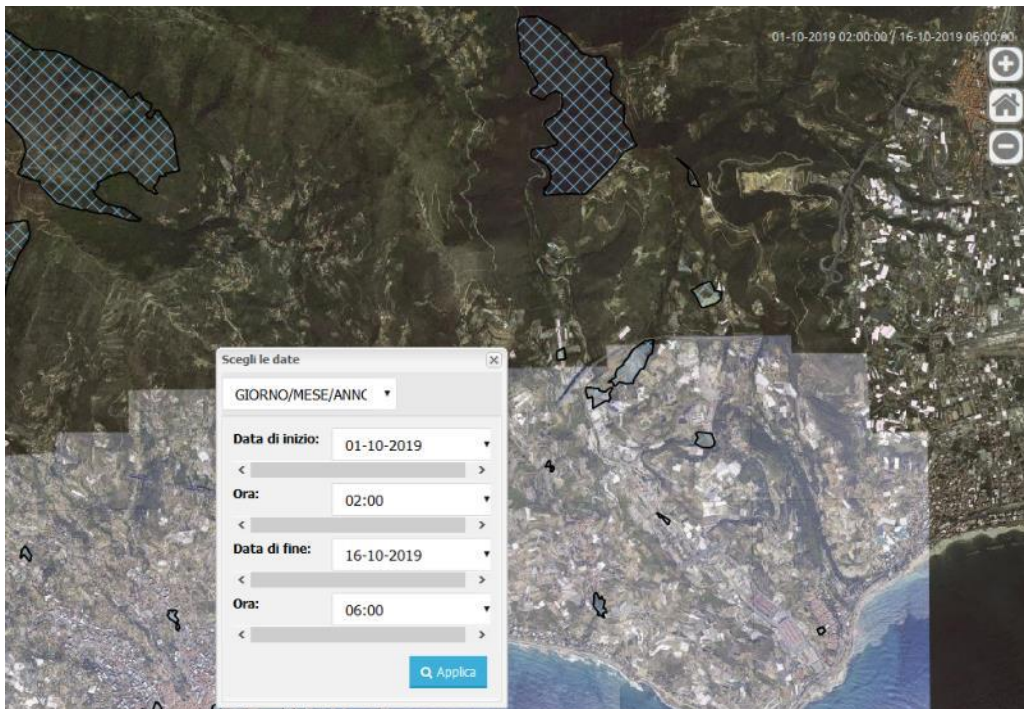 01-10-2019 02:00:00 / 16-10-2019 06:00:00
Scegli le date
GIORNO/MESE/ANNC
Data di inizio: 01-10-2019
Ora: 02:00
Data di fine: 16-10-2019
Ora: 06:00
Applica